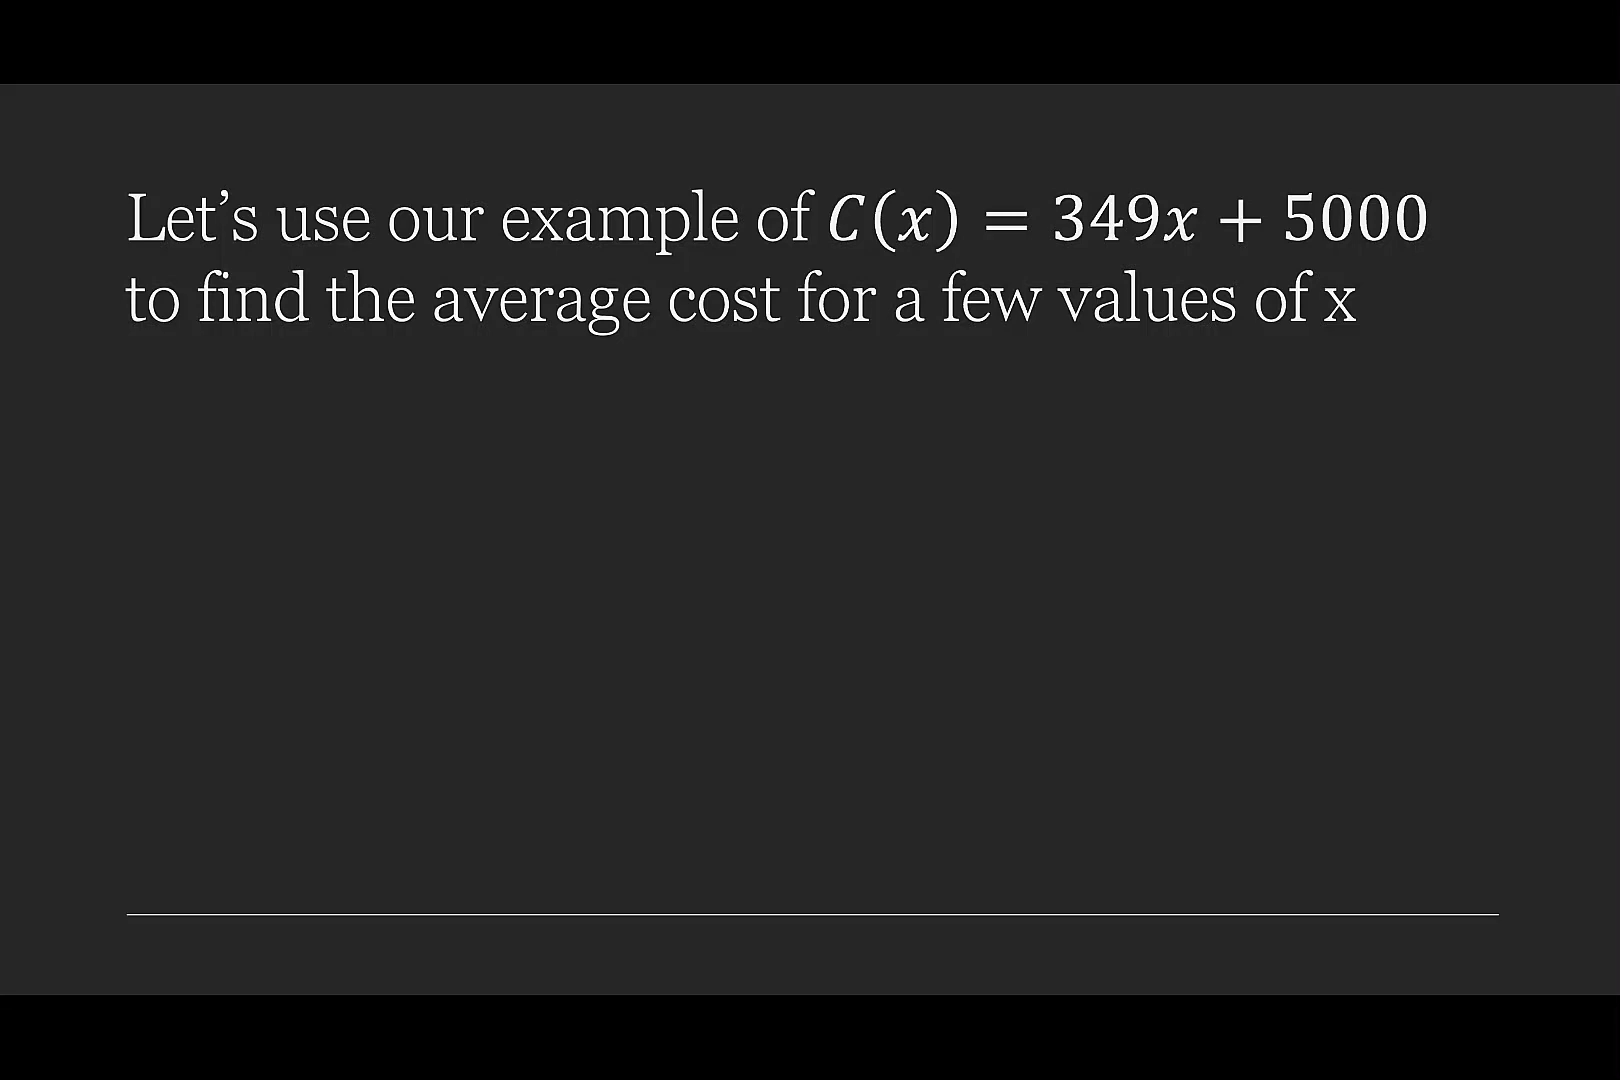 Let’s use our example of C(x) = 349x + 5000
to find the average cost for a few values of x